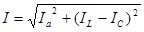 I = √(I_a² + (I_L − I_C)²)